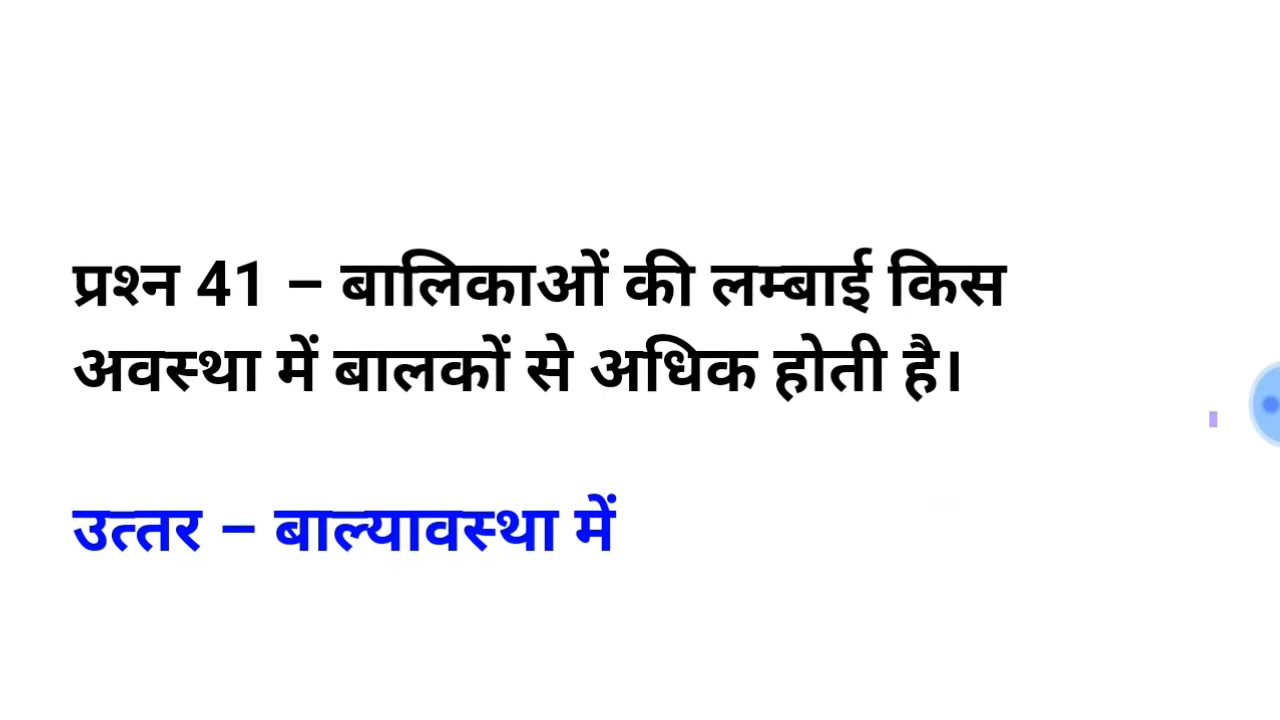 प्रश्न 41 – बालिकाओं की लम्बाई किस
अवस्था में बालकों से अधिक होती है।
उत्तर – बाल्यावस्था में